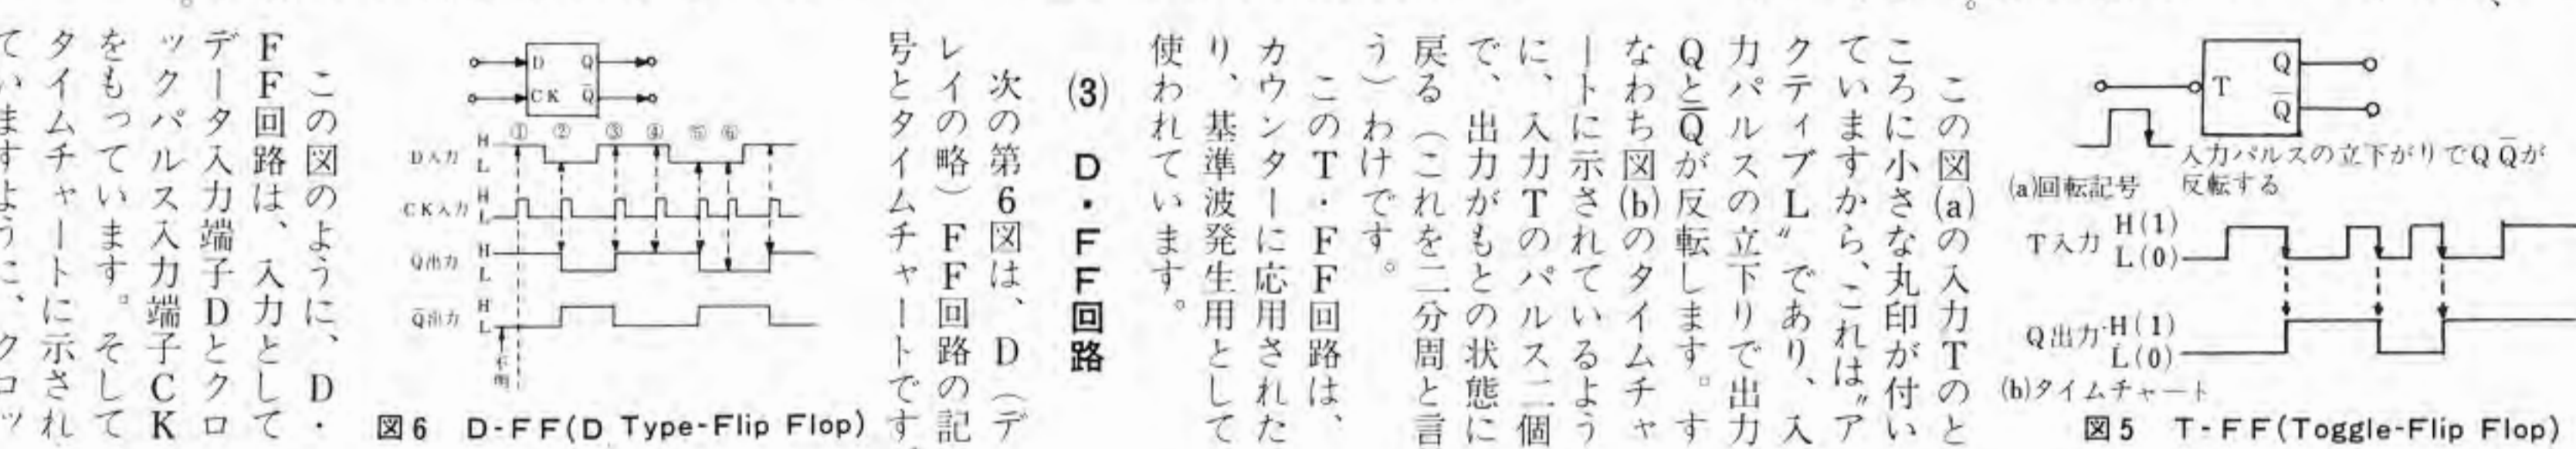 Q
Q̄
T
入力パルスの立下がりでQ Q̄が
反転する
(a)回転記号
T入力 H(1)
L(0)
Q出力 H(1)
L(0)
(b)タイムチャート
図5 T-FF(Toggle-Flip Flop)
この図(a)の入力Tのと
ころに小さな丸印が付い
ていますから、これは〝ア
クティブL〟であり、入
力パルスの立下りで出力
QとQ̄が反転します。す
なわち図(b)のタイムチャ
ートに示されているよう
に、入力Tのパルス二個
で、出力がもとの状態に
戻る(これを二分周と言
う)わけです。
このT・FF回路は、
カウンターに応用された
り、基準波発生用として
使われています。
(3) D・FF回路
次の第6図は、D(デ
レイの略)FF回路の記
号とタイムチャートです。
D Q
CK Q̄
① ② ③ ④ ⑤ ⑥
D入力 H
L
CK入力 H
L
Q出力 H
L
Q̄出力 H
L
不明
図6 D-FF(D Type-Flip Flop)
この図のように、D・
FF回路は、入力として
データ入力端子Dとクロ
ックパルス入力端子CK
をもっています。そして
タイムチャートに示され
ていますように、クロッ